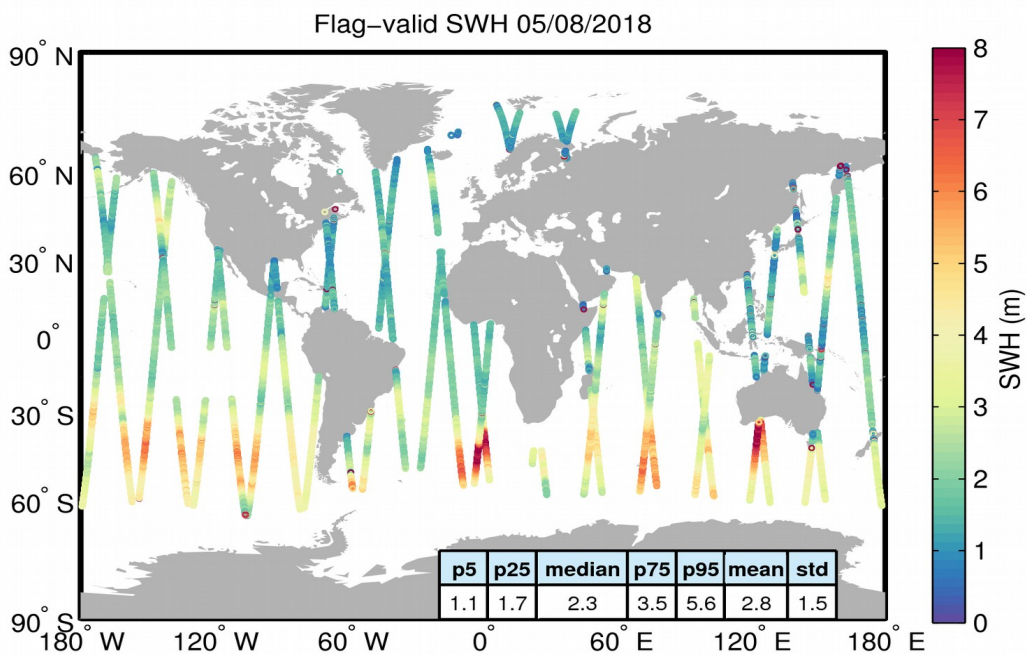 Flag−valid SWH 05/08/2018
90° N
60° N
30° N
0°
30° S
60° S
90° S
180° W
120° W
60° W
0°
60° E
120° E
180° E
p5 p25 median p75 p95 mean std
1.1 1.7 2.3 3.5 5.6 2.8 1.5
8
7
6
5
4
3
2
1
0
SWH (m)